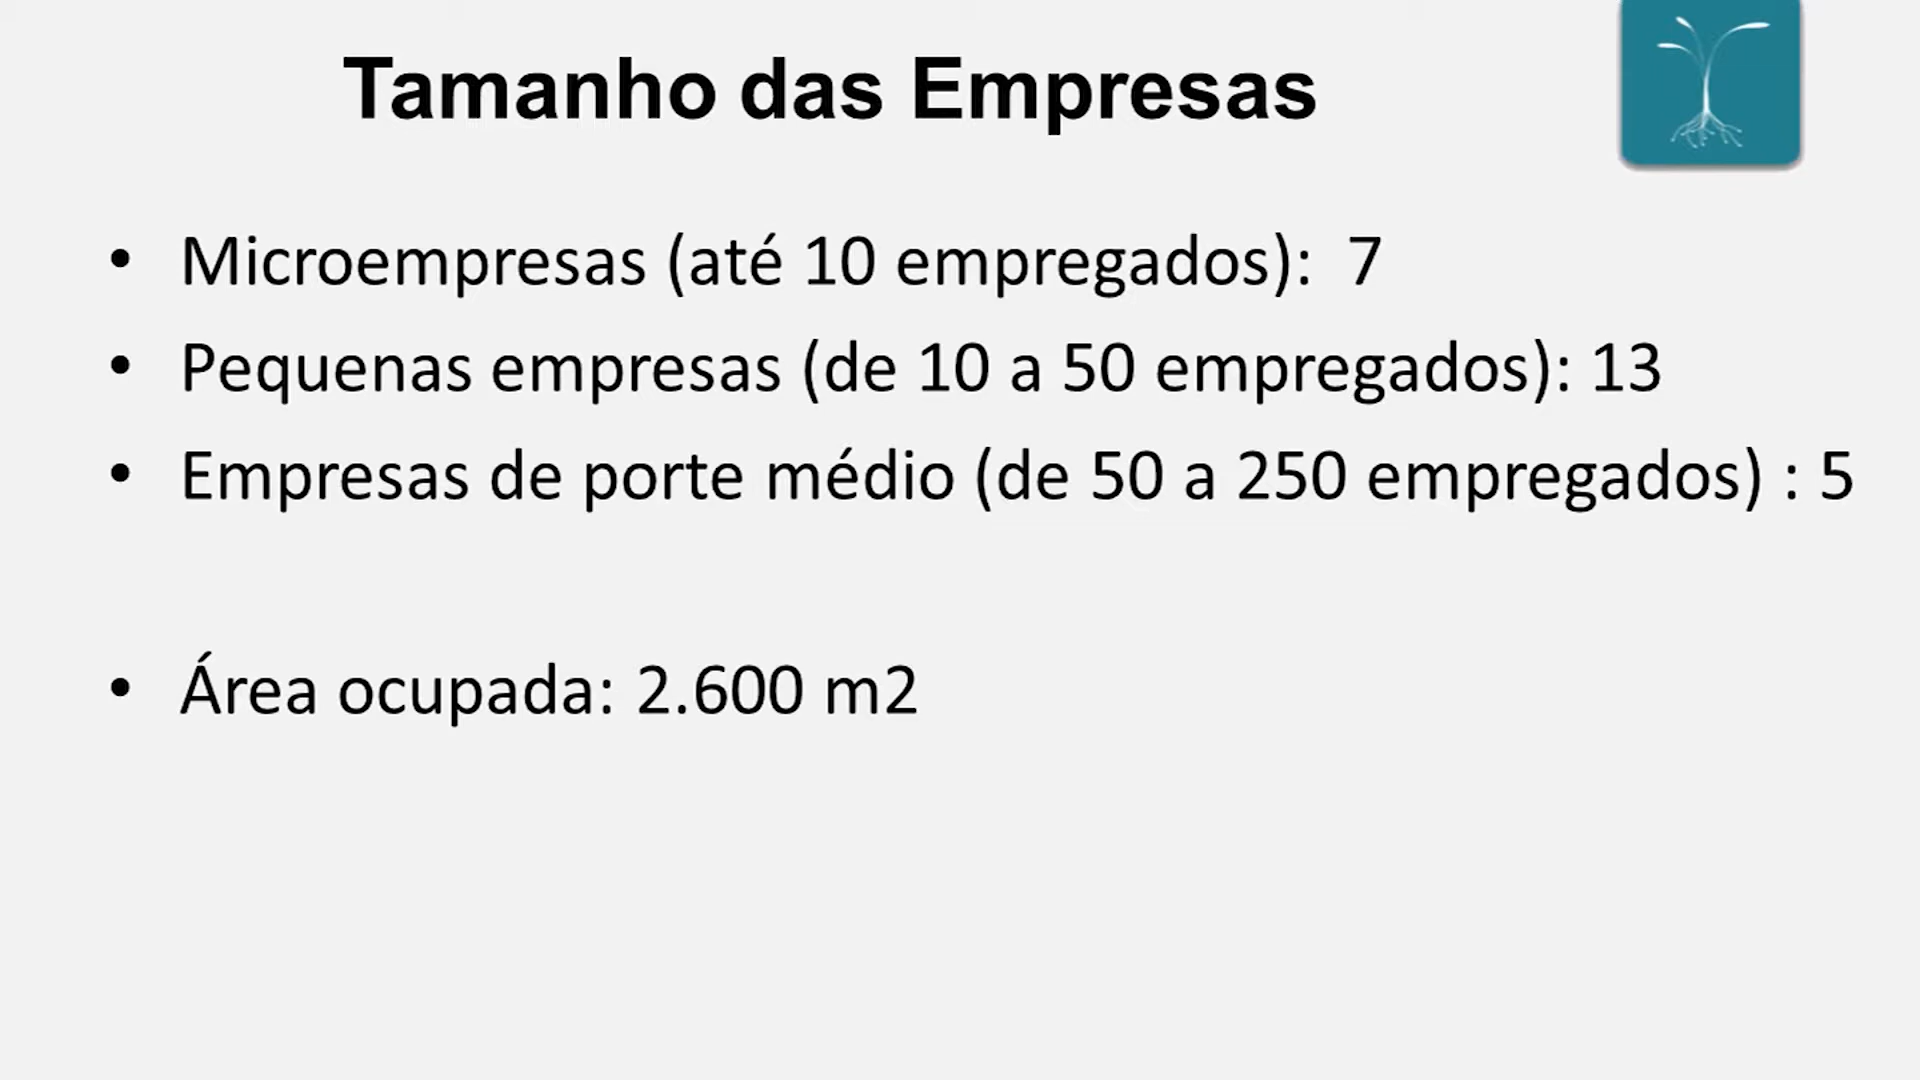 Tamanho das Empresas
• Microempresas (até 10 empregados):  7
• Pequenas empresas (de 10 a 50 empregados): 13
• Empresas de porte médio (de 50 a 250 empregados) : 5
• Área ocupada: 2.600 m2